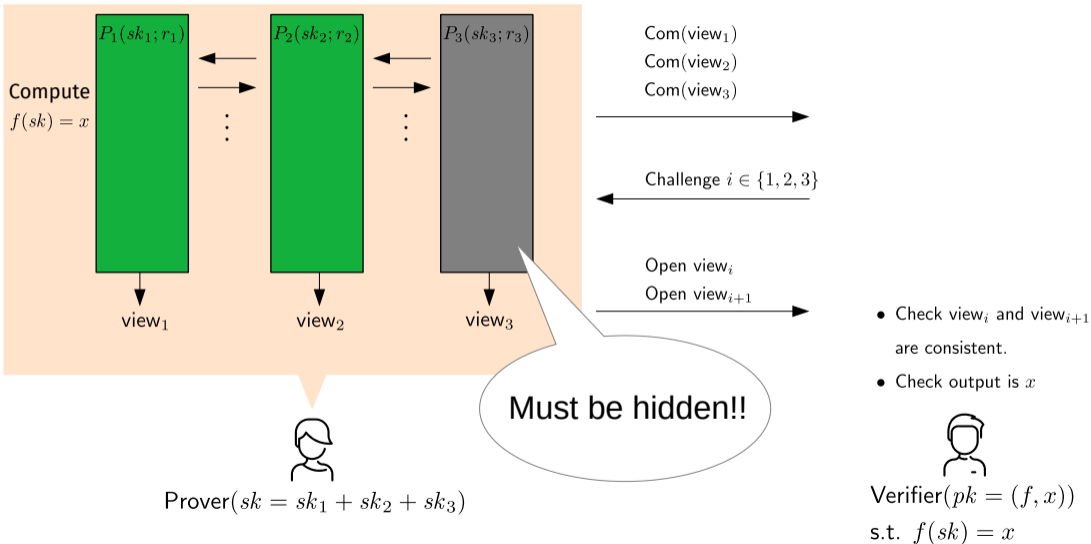 P₁(sk₁; r₁)
P₂(sk₂; r₂)
P₃(sk₃; r₃)
Compute
f(sk) = x
⋮
⋮
view₁
view₂
view₃
Com(view₁)
Com(view₂)
Com(view₃)
Challenge i ∈ {1, 2, 3}
Open viewᵢ
Open viewᵢ₊₁
Must be hidden!!
Prover(sk = sk₁ + sk₂ + sk₃)
• Check viewᵢ and viewᵢ₊₁
are consistent.
• Check output is x
Verifier(pk = (f, x))
s.t. f(sk) = x